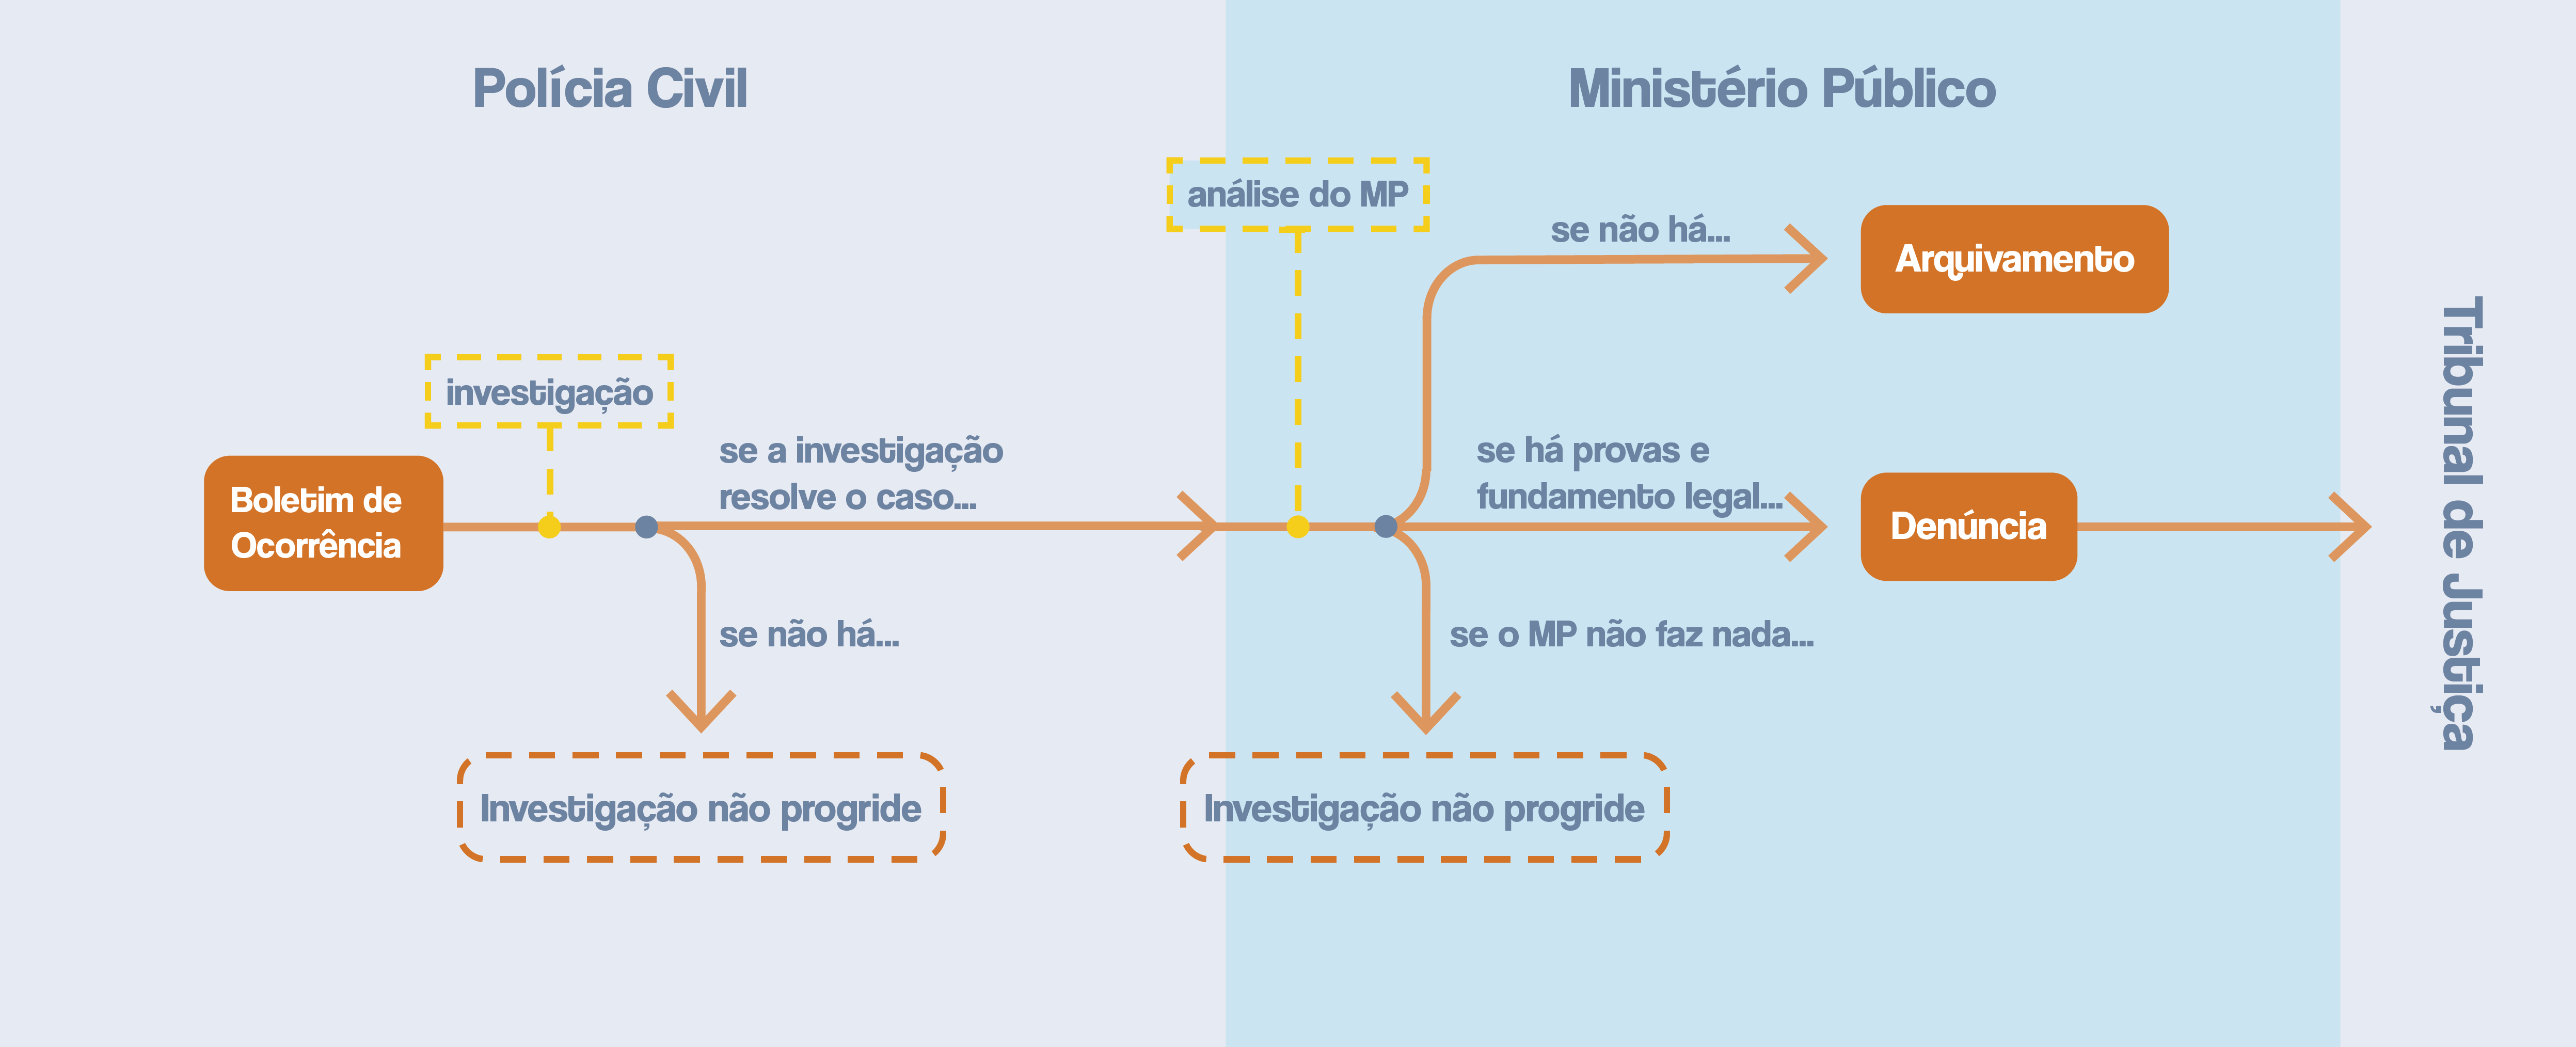 Polícia Civil
Ministério Público
análise do MP
se não há...
Arquivamento
investigação
se a investigação
resolve o caso...
se há provas e
fundamento legal...
Boletim de
Ocorrência
Denúncia
Tribunal de Justiça
se não há...
se o MP não faz nada...
Investigação não progride
Investigação não progride